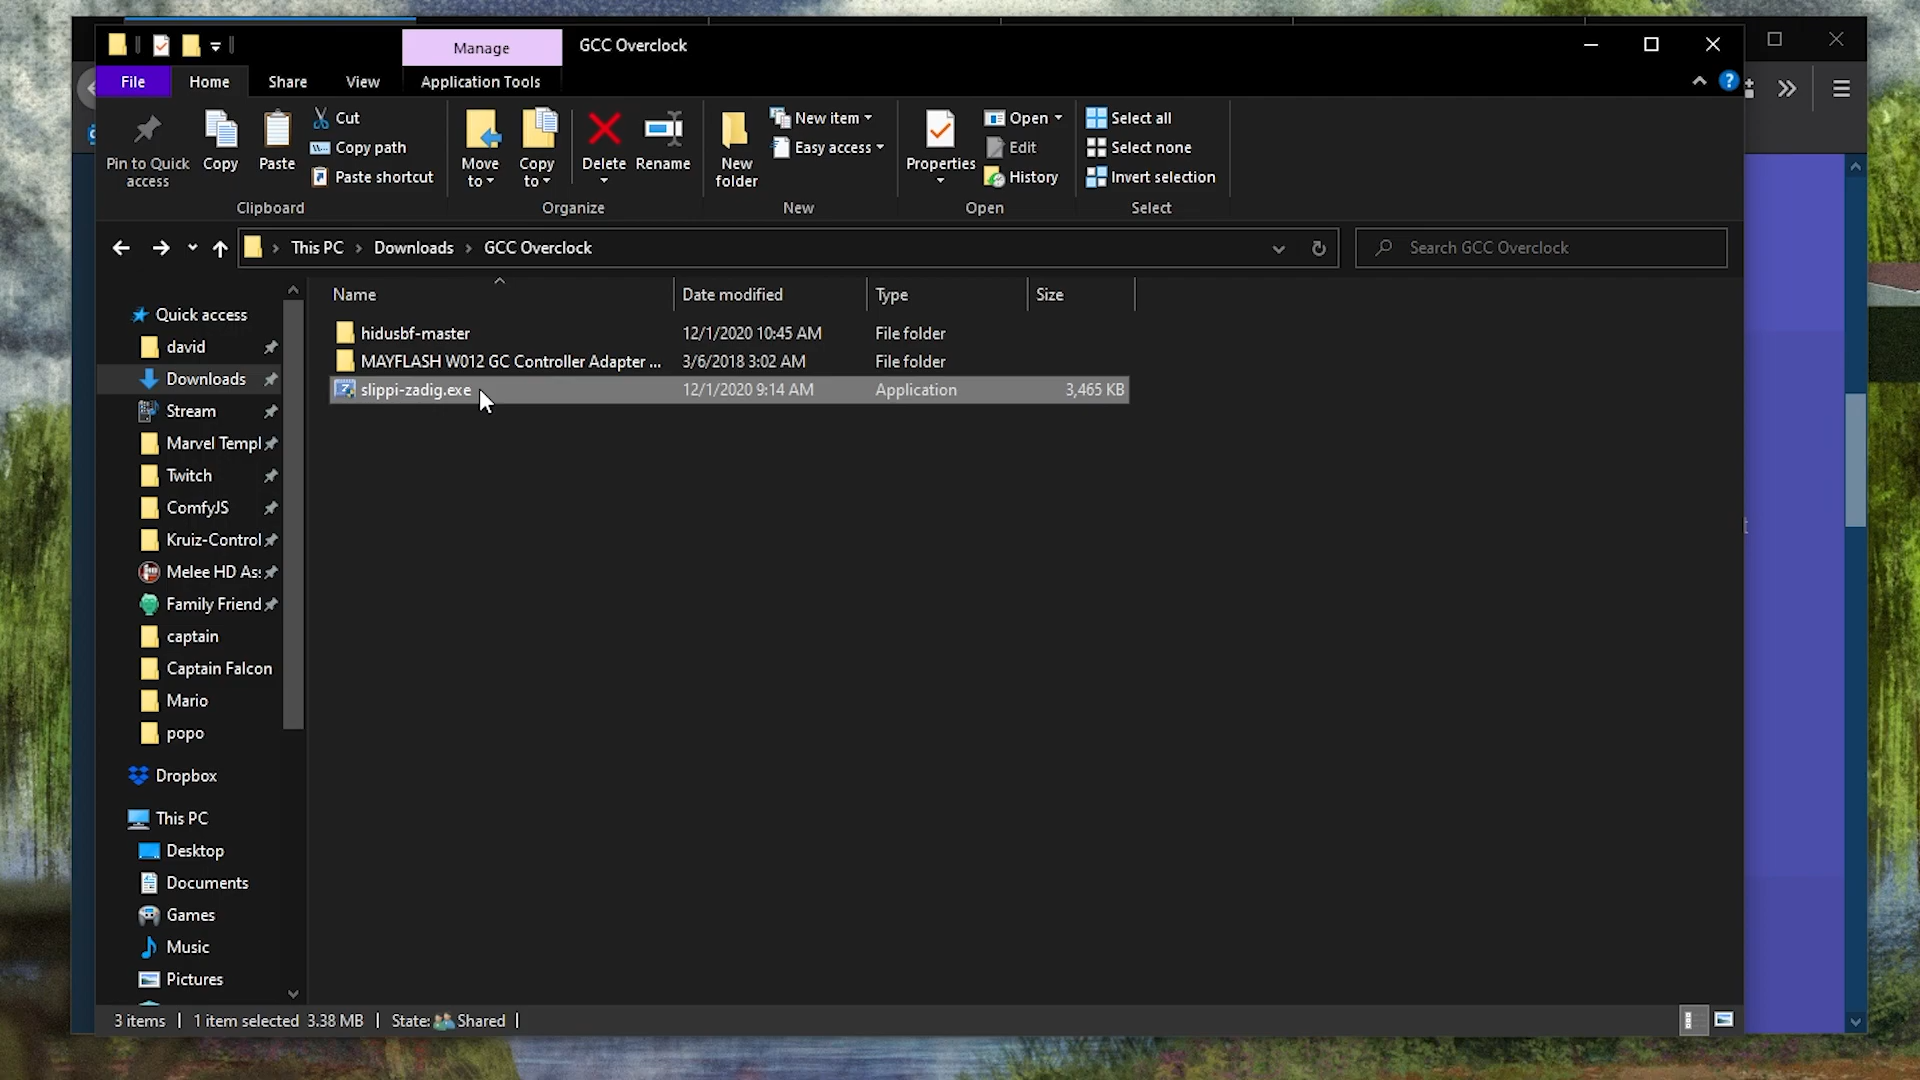 Manage
GCC Overclock
File
Home
Share
View
Application Tools
Pin to Quick access
Copy
Paste
Cut
Copy path
Paste shortcut
Clipboard
Move to
Copy to
Delete
Rename
Organize
New folder
New item
Easy access
New
Properties
Open
Edit
History
Open
Select all
Select none
Invert selection
Select
This PC > Downloads > GCC Overclock
Search GCC Overclock
Name
Date modified
Type
Size
hidusbf-master 12/1/2020 10:45 AM File folder
MAYFLASH W012 GC Controller Adapter ... 3/6/2018 3:02 AM File folder
slippi-zadig.exe 12/1/2020 9:14 AM Application 3,465 KB
Quick access
david
Downloads
Stream
Marvel Templ
Twitch
ComfyJS
Kruiz-Control
Melee HD As
Family Friend
captain
Captain Falcon
Mario
popo
Dropbox
This PC
Desktop
Documents
Games
Music
Pictures
3 items | 1 item selected 3.38 MB | State: Shared |